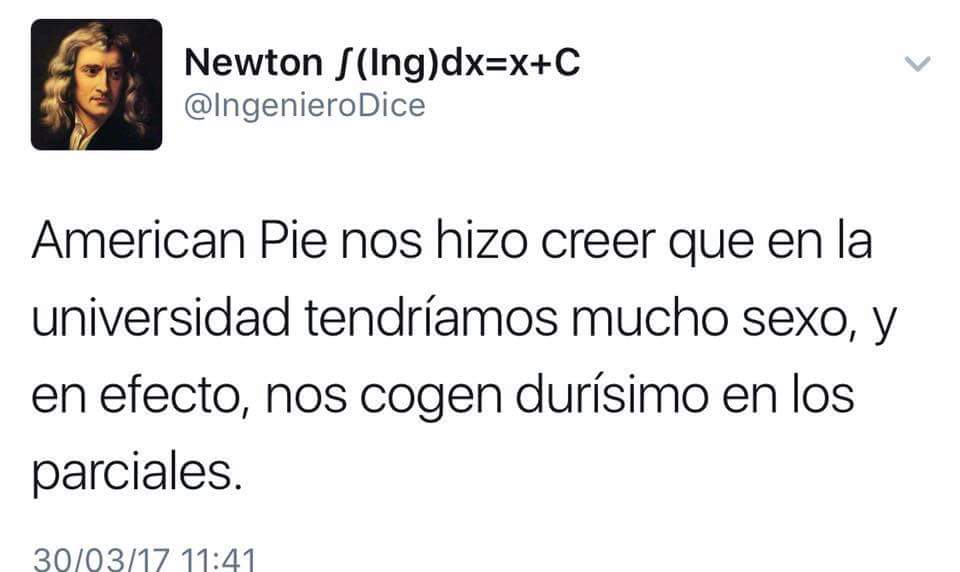 Newton ∫(Ing)dx=x+C
@IngenieroDice
American Pie nos hizo creer que en la
universidad tendríamos mucho sexo, y
en efecto, nos cogen durísimo en los
parciales.
30/03/17 11:41